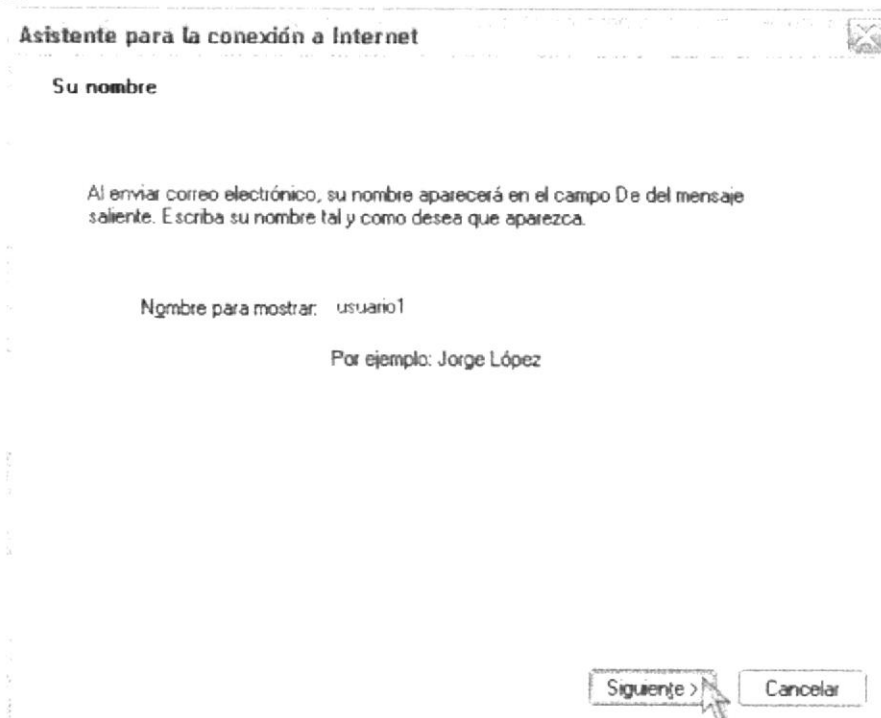 Asistente para la conexión a Internet
Su nombre
Al enviar correo electrónico, su nombre aparecerá en el campo De del mensaje
saliente. Escriba su nombre tal y como desea que aparezca.
Nombre para mostrar: usuario1
Por ejemplo: Jorge López
Siguiente > Cancelar